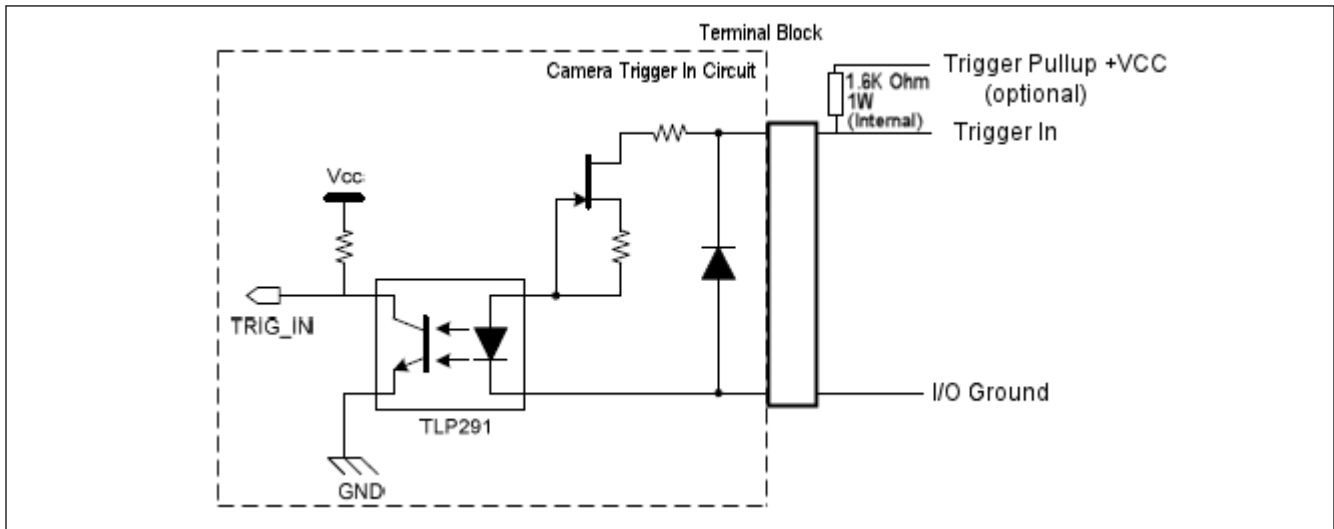 Terminal Block
Camera Trigger In Circuit
Trigger Pullup +VCC
(optional)
1.6K Ohm
1W
(Internal)
Trigger In
Vcc
TRIG_IN
TLP291
GND
I/O Ground